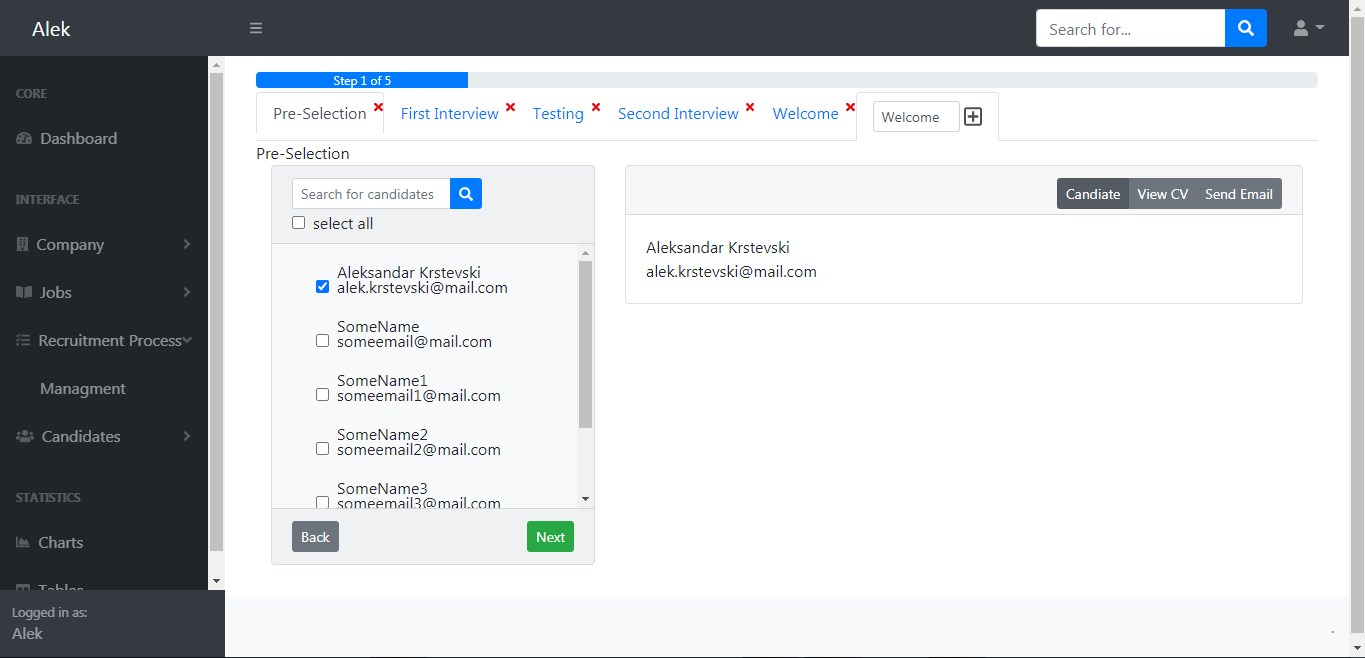 Alek
Search for...
CORE
Dashboard
INTERFACE
Company
Jobs
Recruitment Process
Managment
Candidates
STATISTICS
Charts
Tables
Logged in as:
Alek
Step 1 of 5
Pre-Selection
First Interview
Testing
Second Interview
Welcome
Welcome
Pre-Selection
Search for candidates
select all
Aleksandar Krstevski
alek.krstevski@mail.com
SomeName
someemail@mail.com
SomeName1
someemail1@mail.com
SomeName2
someemail2@mail.com
SomeName3
someemail3@mail.com
Back
Next
Candiate
View CV
Send Email
Aleksandar Krstevski
alek.krstevski@mail.com
.